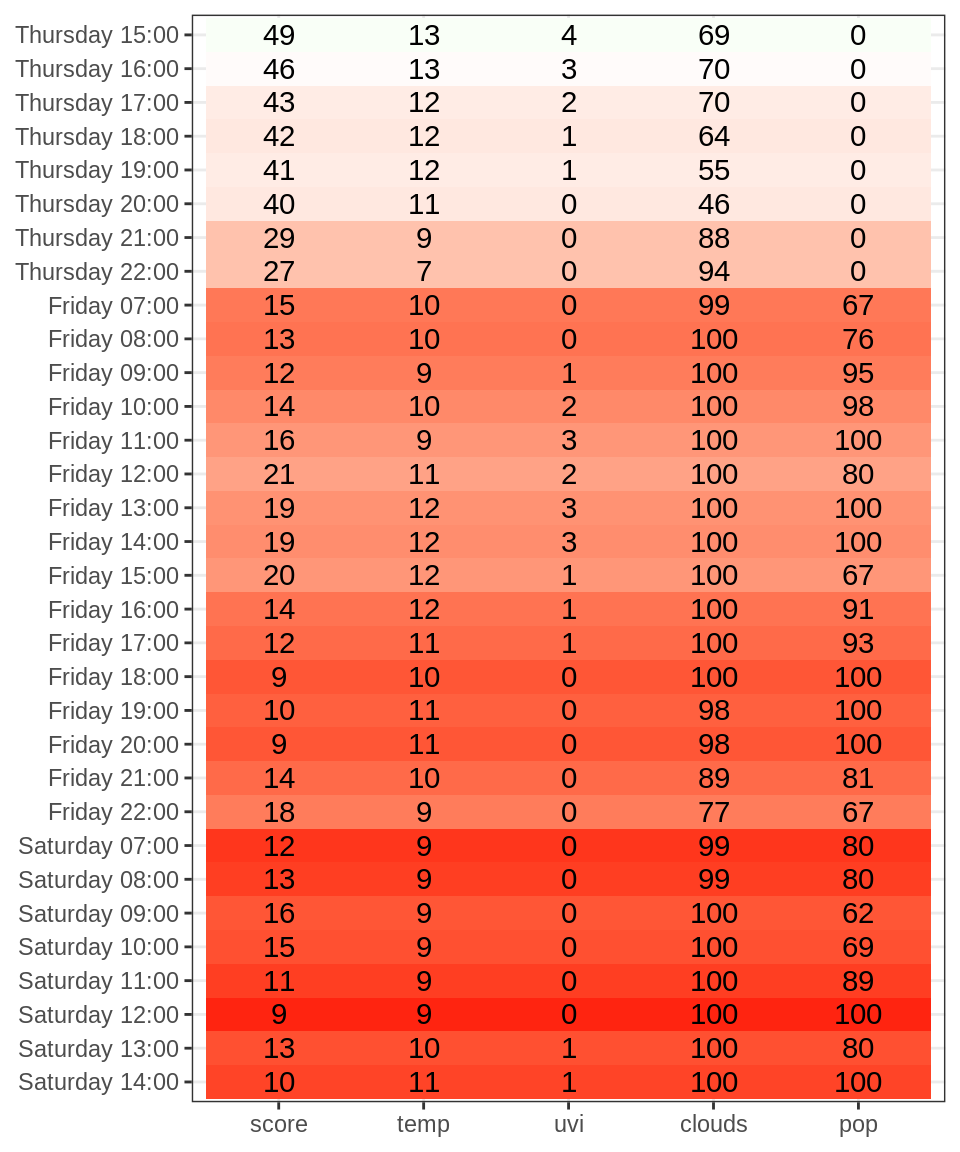 Thursday 15:00 49 13 4 69 0
Thursday 16:00 46 13 3 70 0
Thursday 17:00 43 12 2 70 0
Thursday 18:00 42 12 1 64 0
Thursday 19:00 41 12 1 55 0
Thursday 20:00 40 11 0 46 0
Thursday 21:00 29 9 0 88 0
Thursday 22:00 27 7 0 94 0
Friday 07:00 15 10 0 99 67
Friday 08:00 13 10 0 100 76
Friday 09:00 12 9 1 100 95
Friday 10:00 14 10 2 100 98
Friday 11:00 16 9 3 100 100
Friday 12:00 21 11 2 100 80
Friday 13:00 19 12 3 100 100
Friday 14:00 19 12 3 100 100
Friday 15:00 20 12 1 100 67
Friday 16:00 14 12 1 100 91
Friday 17:00 12 11 1 100 93
Friday 18:00 9 10 0 100 100
Friday 19:00 10 11 0 98 100
Friday 20:00 9 11 0 98 100
Friday 21:00 14 10 0 89 81
Friday 22:00 18 9 0 77 67
Saturday 07:00 12 9 0 99 80
Saturday 08:00 13 9 0 99 80
Saturday 09:00 16 9 0 100 62
Saturday 10:00 15 9 0 100 69
Saturday 11:00 11 9 0 100 89
Saturday 12:00 9 9 0 100 100
Saturday 13:00 13 10 1 100 80
Saturday 14:00 10 11 1 100 100
score temp uvi clouds pop